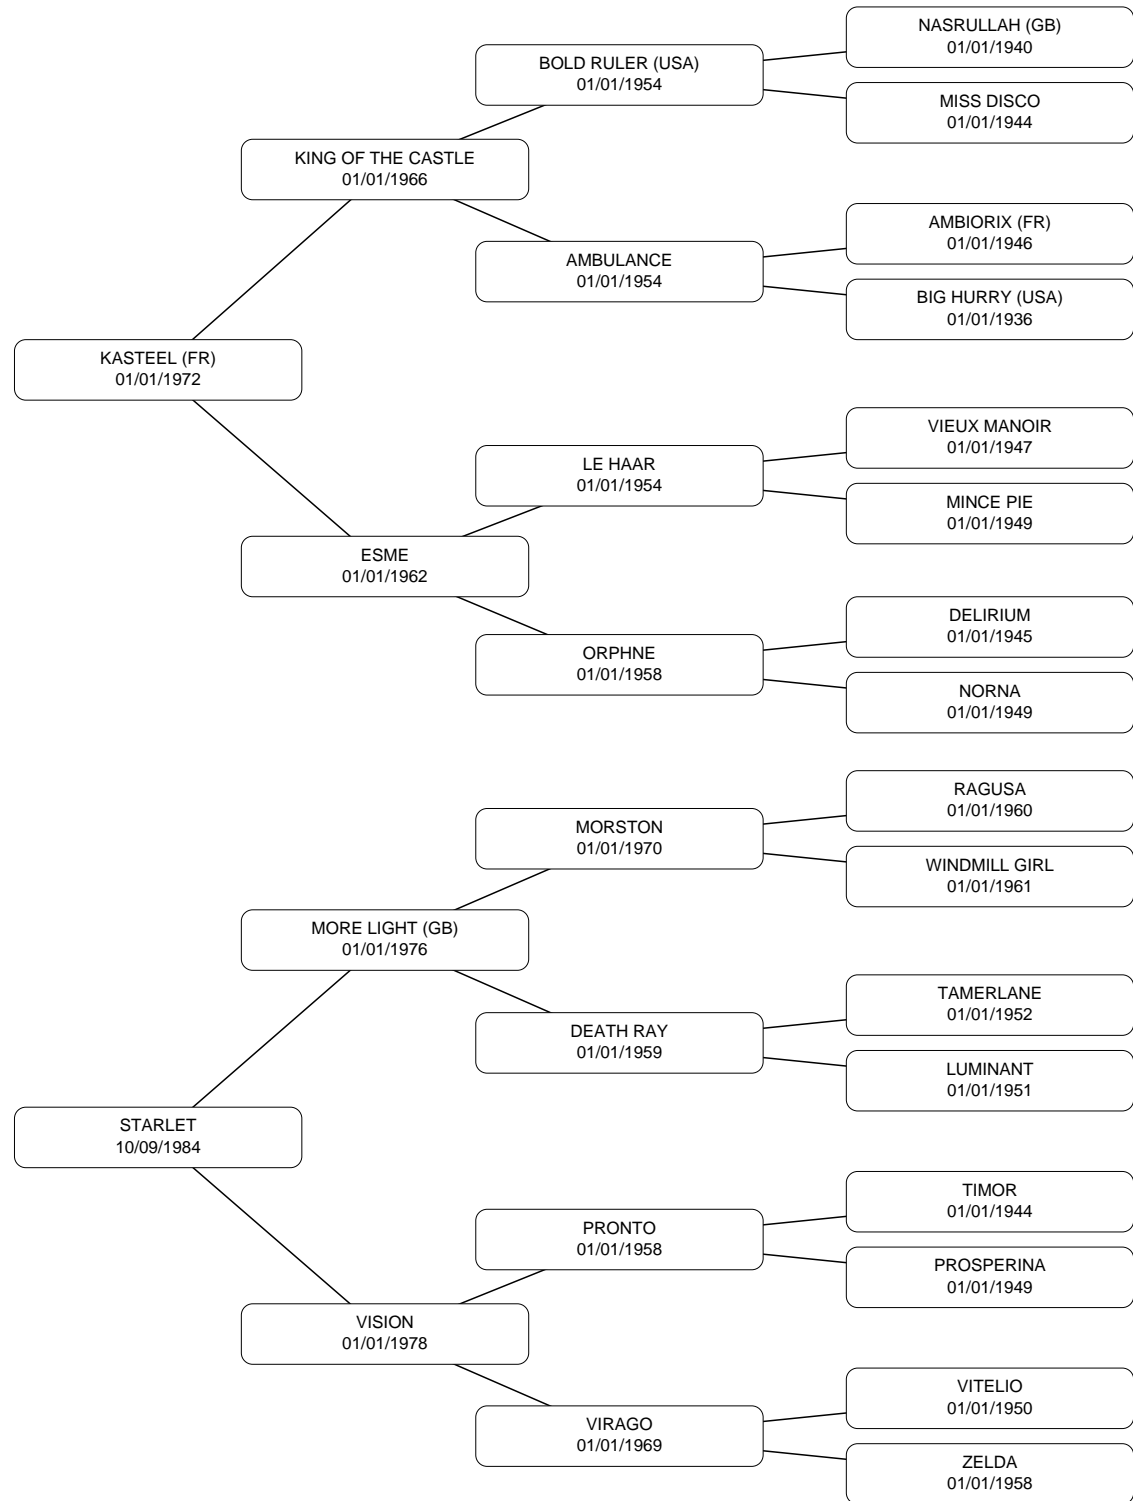 NASRULLAH (GB)
01/01/1940
BOLD RULER (USA)
01/01/1954
MISS DISCO
01/01/1944
KING OF THE CASTLE
01/01/1966
AMBIORIX (FR)
01/01/1946
AMBULANCE
01/01/1954
BIG HURRY (USA)
01/01/1936
KASTEEL (FR)
01/01/1972
VIEUX MANOIR
01/01/1947
LE HAAR
01/01/1954
MINCE PIE
01/01/1949
ESME
01/01/1962
DELIRIUM
01/01/1945
ORPHNE
01/01/1958
NORNA
01/01/1949
RAGUSA
01/01/1960
MORSTON
01/01/1970
WINDMILL GIRL
01/01/1961
MORE LIGHT (GB)
01/01/1976
TAMERLANE
01/01/1952
DEATH RAY
01/01/1959
LUMINANT
01/01/1951
STARLET
10/09/1984
TIMOR
01/01/1944
PRONTO
01/01/1958
PROSPERINA
01/01/1949
VISION
01/01/1978
VITELIO
01/01/1950
VIRAGO
01/01/1969
ZELDA
01/01/1958